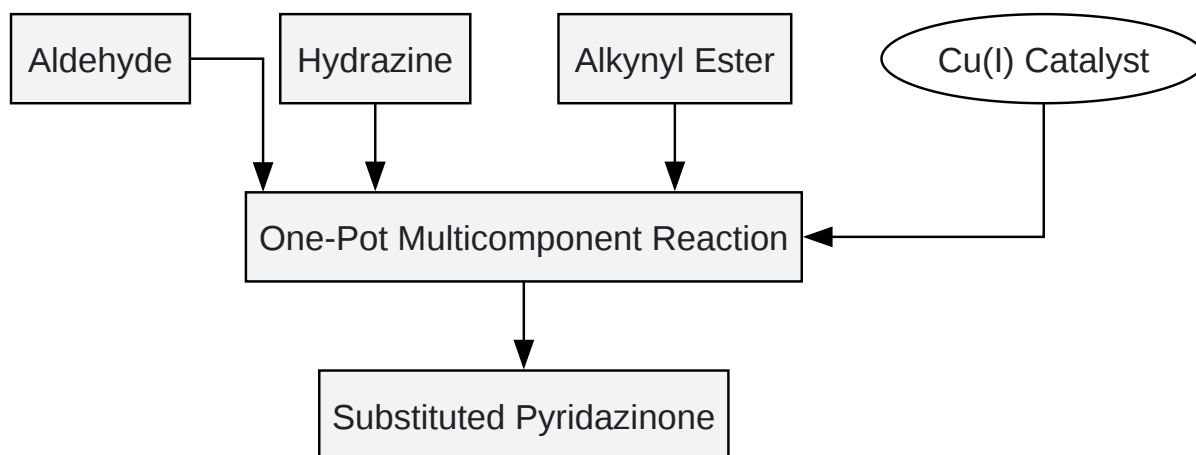 Aldehyde
Hydrazine
Alkynyl Ester
Cu(I) Catalyst
One-Pot Multicomponent Reaction
Substituted Pyridazinone